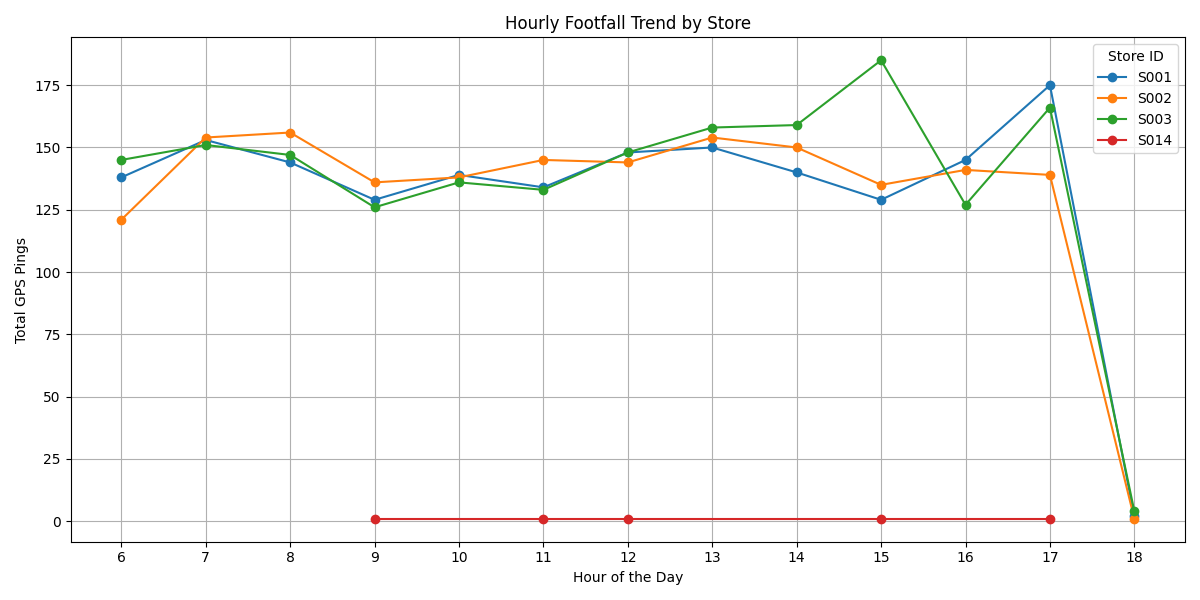 Hourly Footfall Trend by Store
Store ID
S001
S002
S003
S014
Total GPS Pings
175
150
125
100
75
50
25
0
6 7 8 9 10 11 12 13 14 15 16 17 18
Hour of the Day